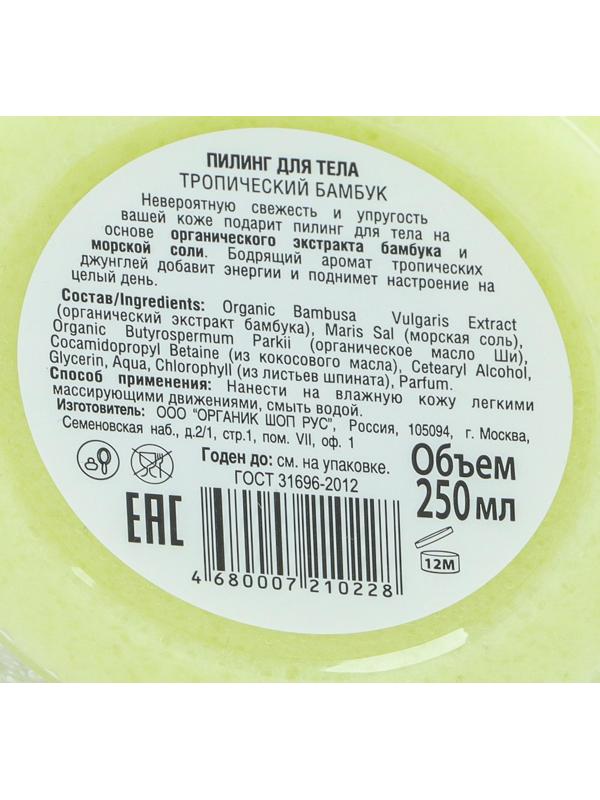 ПИЛИНГ ДЛЯ ТЕЛА
ТРОПИЧЕСКИЙ БАМБУК
Невероятную свежесть и упругость
вашей коже подарит пилинг для тела на
основе органического экстракта бамбука и
морской соли. Бодрящий аромат тропических
джунглей добавит энергии и поднимет настроение на
целый день.
Состав/Ingredients: Organic Bambusa Vulgaris Extract
(органический экстракт бамбука), Maris Sal (морская соль),
Organic Butyrospermum Parkii (органическое масло Ши),
Cocamidopropyl Betaine (из кокосового масла), Cetearyl Alcohol,
Glycerin, Aqua, Chlorophyll (из листьев шпината), Parfum.
Способ применения: Нанести на влажную кожу легкими
массирующими движениями, смыть водой.
Изготовитель: ООО "ОРГАНИК ШОП РУС", Россия, 105094, г. Москва,
Семеновская наб., д.2/1, стр.1, пом. VII, оф. 1
Годен до: см. на упаковке.
ГОСТ 31696-2012
Объем
250 мл
EAC
12M
4 680007 210228